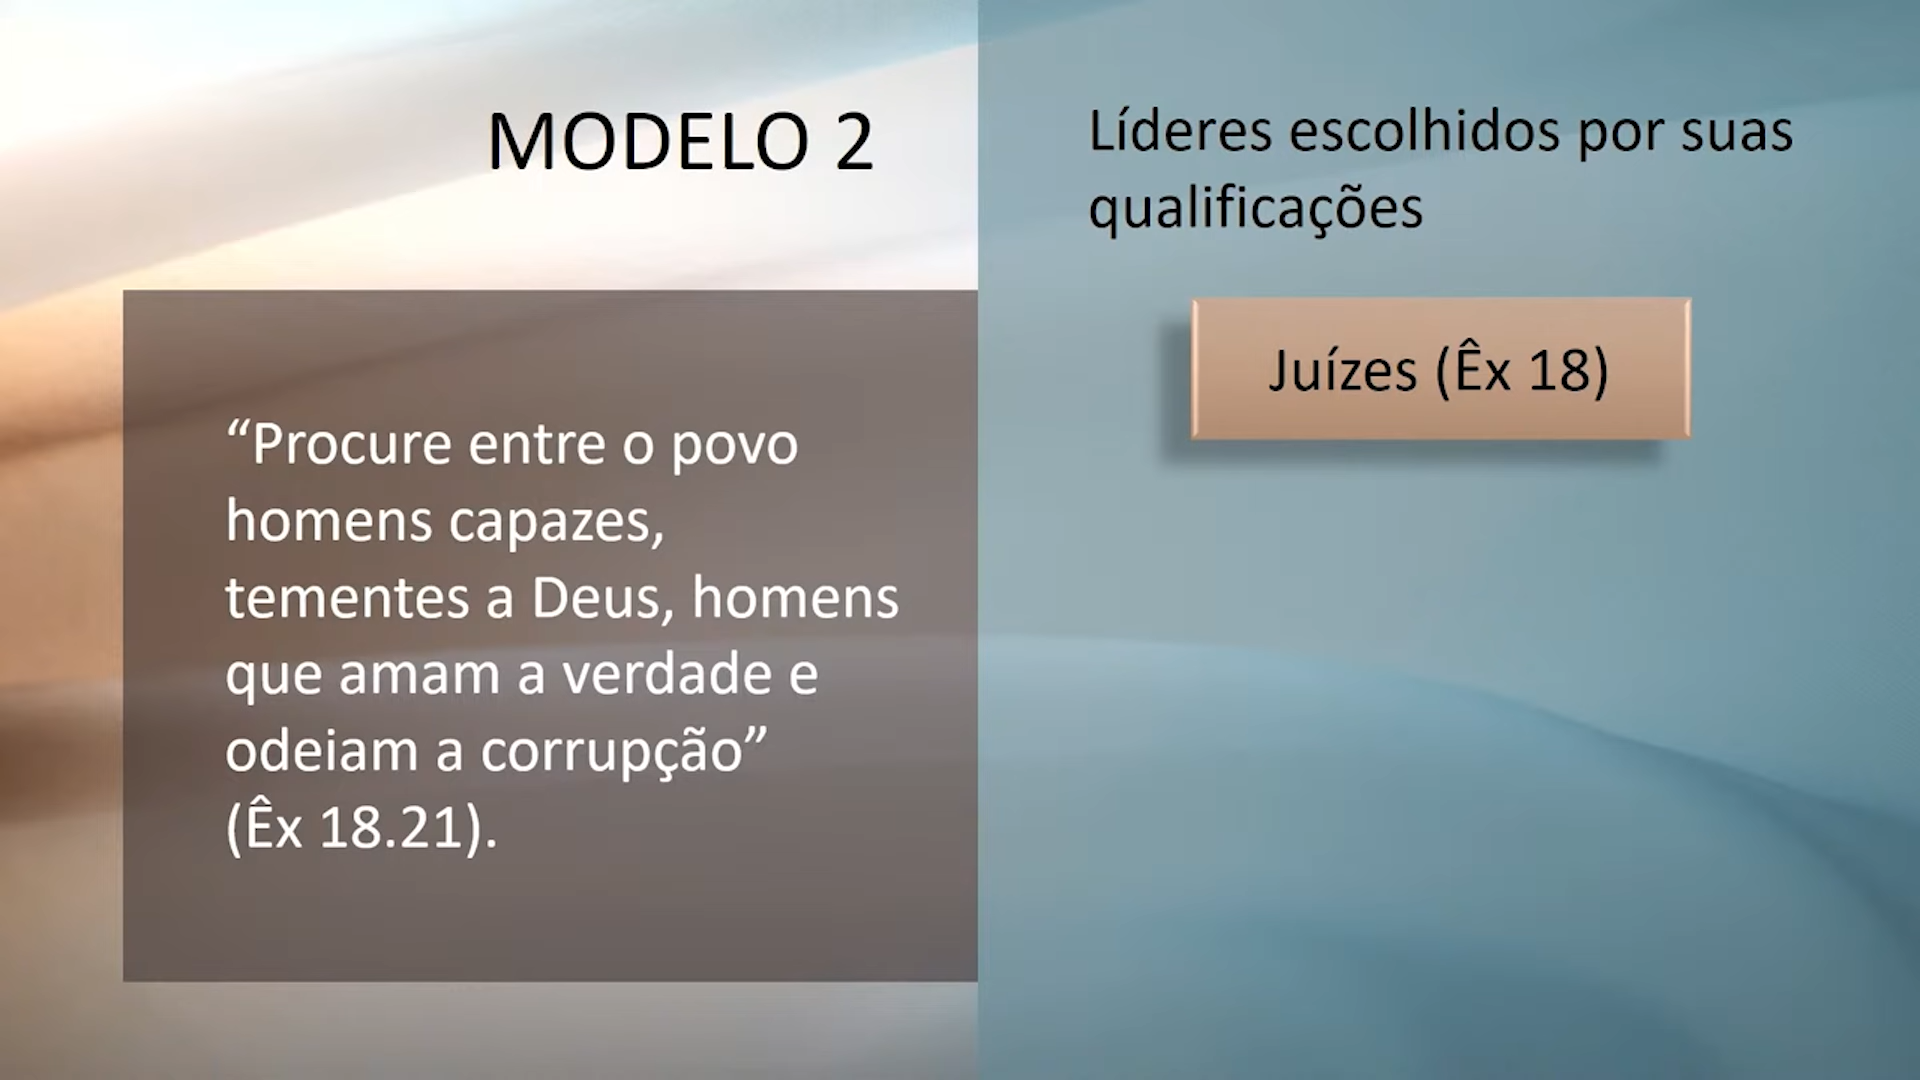 MODELO 2
“Procure entre o povo
homens capazes,
tementes a Deus, homens
que amam a verdade e
odeiam a corrupção”
(Êx 18.21).
Líderes escolhidos por suas
qualificações
Juízes (Êx 18)